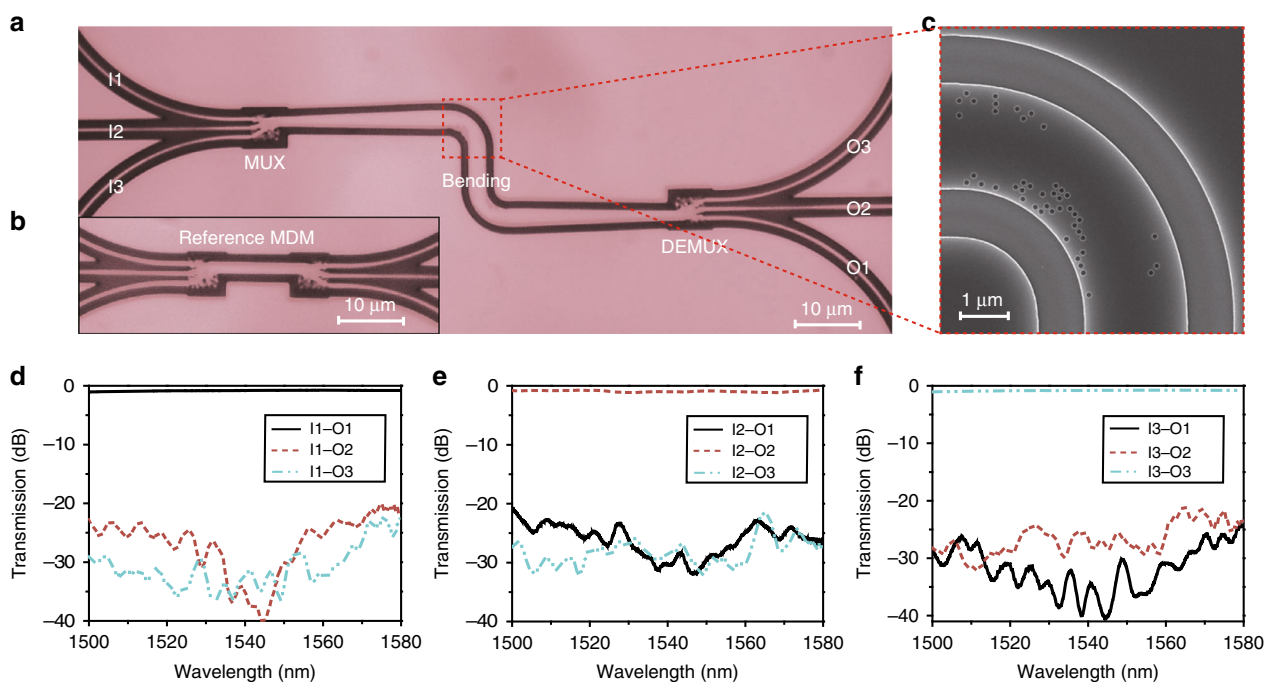 a
I1
I2
I3
MUX
Bending
O3
O2
O1
DEMUX
10 μm
b
Reference MDM
10 μm
c
1 μm
d
Transmission (dB)
0
–10
–20
–30
–40
I1–O1
I1–O2
I1–O3
1500
1520
1540
1560
1580
Wavelength (nm)
e
Transmission (dB)
0
–10
–20
–30
–40
I2–O1
I2–O2
I2–O3
1500
1520
1540
1560
1580
Wavelength (nm)
f
Transmission (dB)
0
–10
–20
–30
–40
I3–O1
I3–O2
I3–O3
1500
1520
1540
1560
1580
Wavelength (nm)